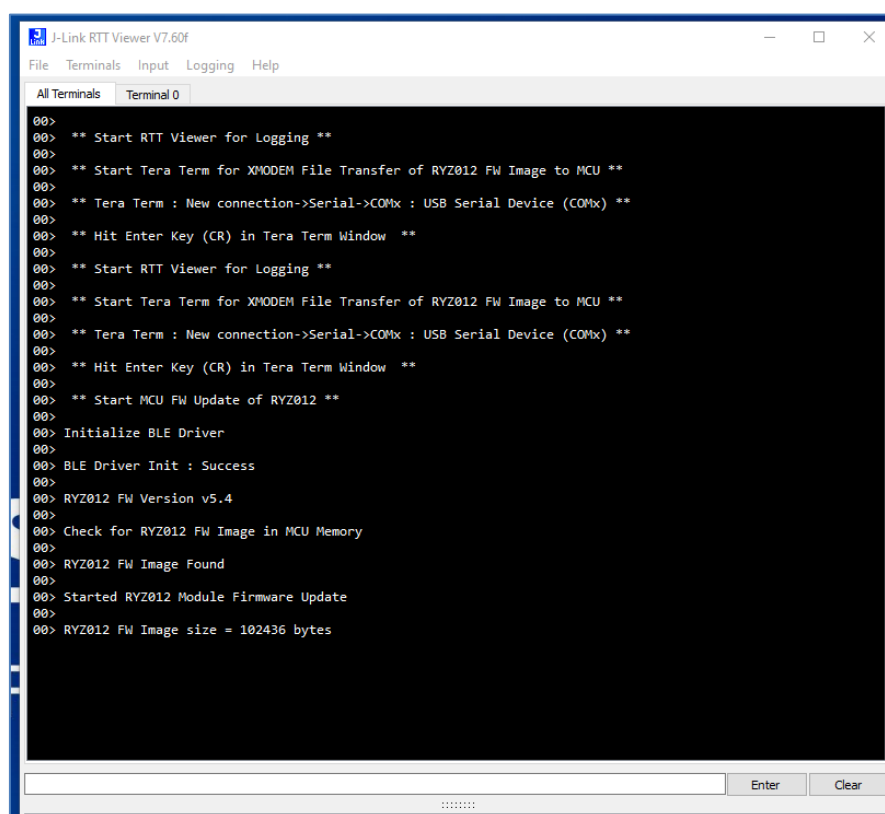 J-Link RTT Viewer V7.60f
File Terminals Input Logging Help
All Terminals Terminal 0
00>
00> ** Start RTT Viewer for Logging **
00>
00> ** Start Tera Term for XMODEM File Transfer of RYZ012 FW Image to MCU **
00>
00> ** Tera Term : New connection->Serial->COMx : USB Serial Device (COMx) **
00>
00> ** Hit Enter Key (CR) in Tera Term Window  **
00>
00> ** Start RTT Viewer for Logging **
00>
00> ** Start Tera Term for XMODEM File Transfer of RYZ012 FW Image to MCU **
00>
00> ** Tera Term : New connection->Serial->COMx : USB Serial Device (COMx) **
00>
00> ** Hit Enter Key (CR) in Tera Term Window  **
00>
00> ** Start MCU FW Update of RYZ012 **
00>
00> Initialize BLE Driver
00>
00> BLE Driver Init : Success
00>
00> RYZ012 FW Version v5.4
00>
00> Check for RYZ012 FW Image in MCU Memory
00>
00> RYZ012 FW Image Found
00>
00> Started RYZ012 Module Firmware Update
00>
00> RYZ012 FW Image size = 102436 bytes
Enter Clear